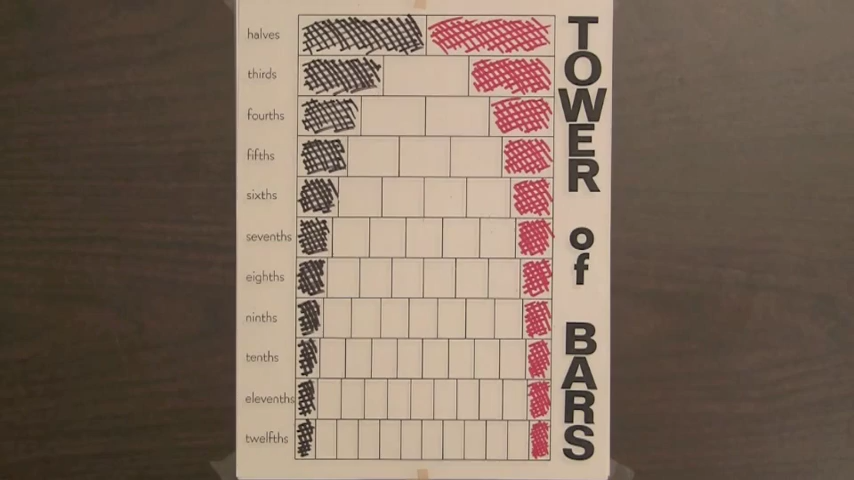 halves
thirds
fourths
fifths
sixths
sevenths
eighths
ninths
tenths
elevenths
twelfths
TOWER
of
BARS